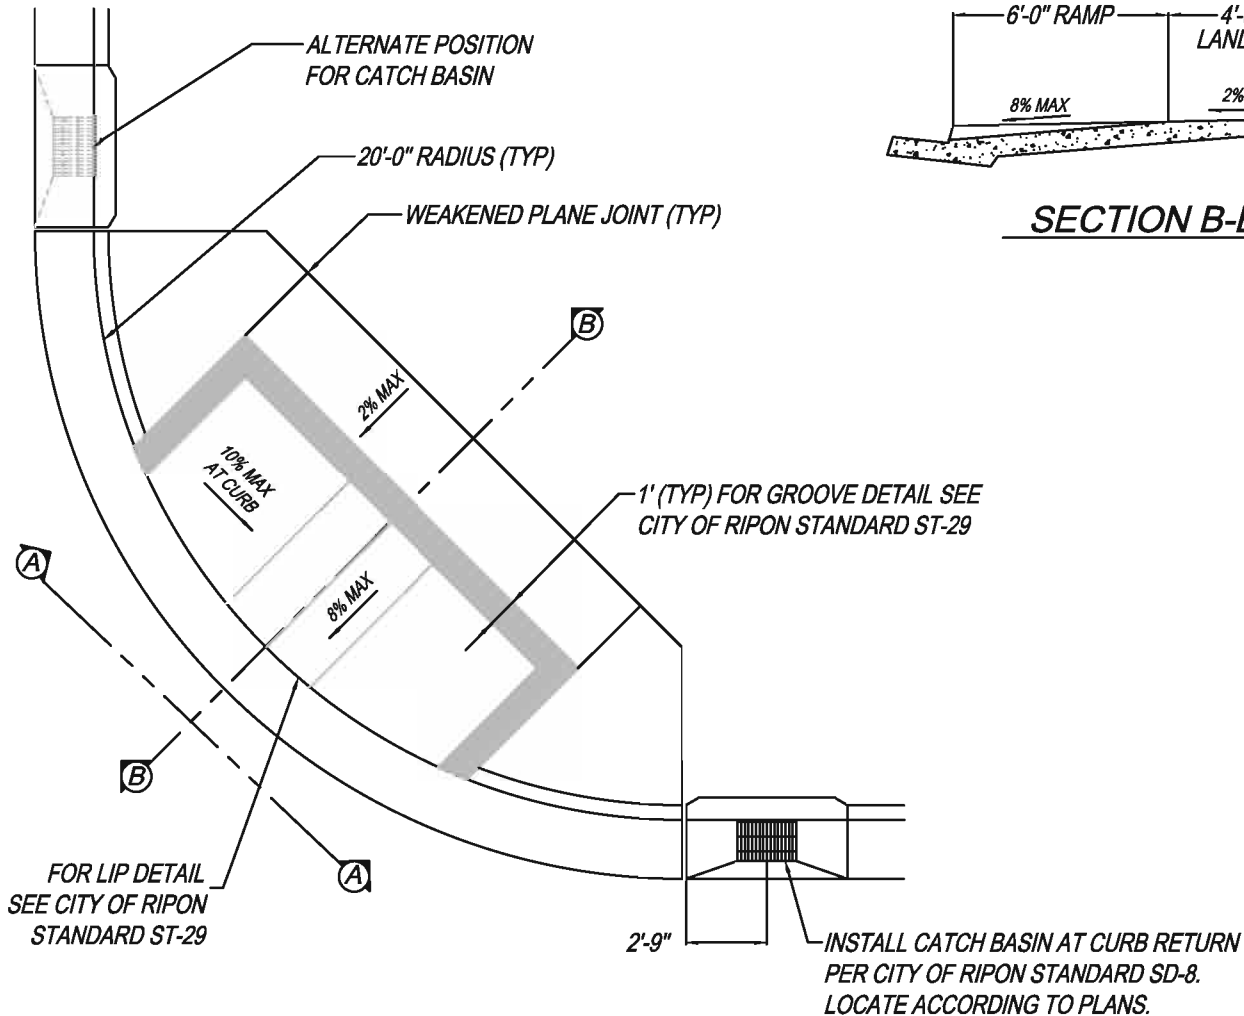 6'-0" RAMP
4'-
LAND
8% MAX
2%
SECTION B-B
ALTERNATE POSITION
FOR CATCH BASIN
20'-0" RADIUS (TYP)
WEAKENED PLANE JOINT (TYP)
B
2% MAX
10% MAX
AT CURB
1' (TYP) FOR GROOVE DETAIL SEE
CITY OF RIPON STANDARD ST-29
A
8% MAX
B
A
FOR LIP DETAIL
SEE CITY OF RIPON
STANDARD ST-29
2'-9"
INSTALL CATCH BASIN AT CURB RETURN
PER CITY OF RIPON STANDARD SD-8.
LOCATE ACCORDING TO PLANS.